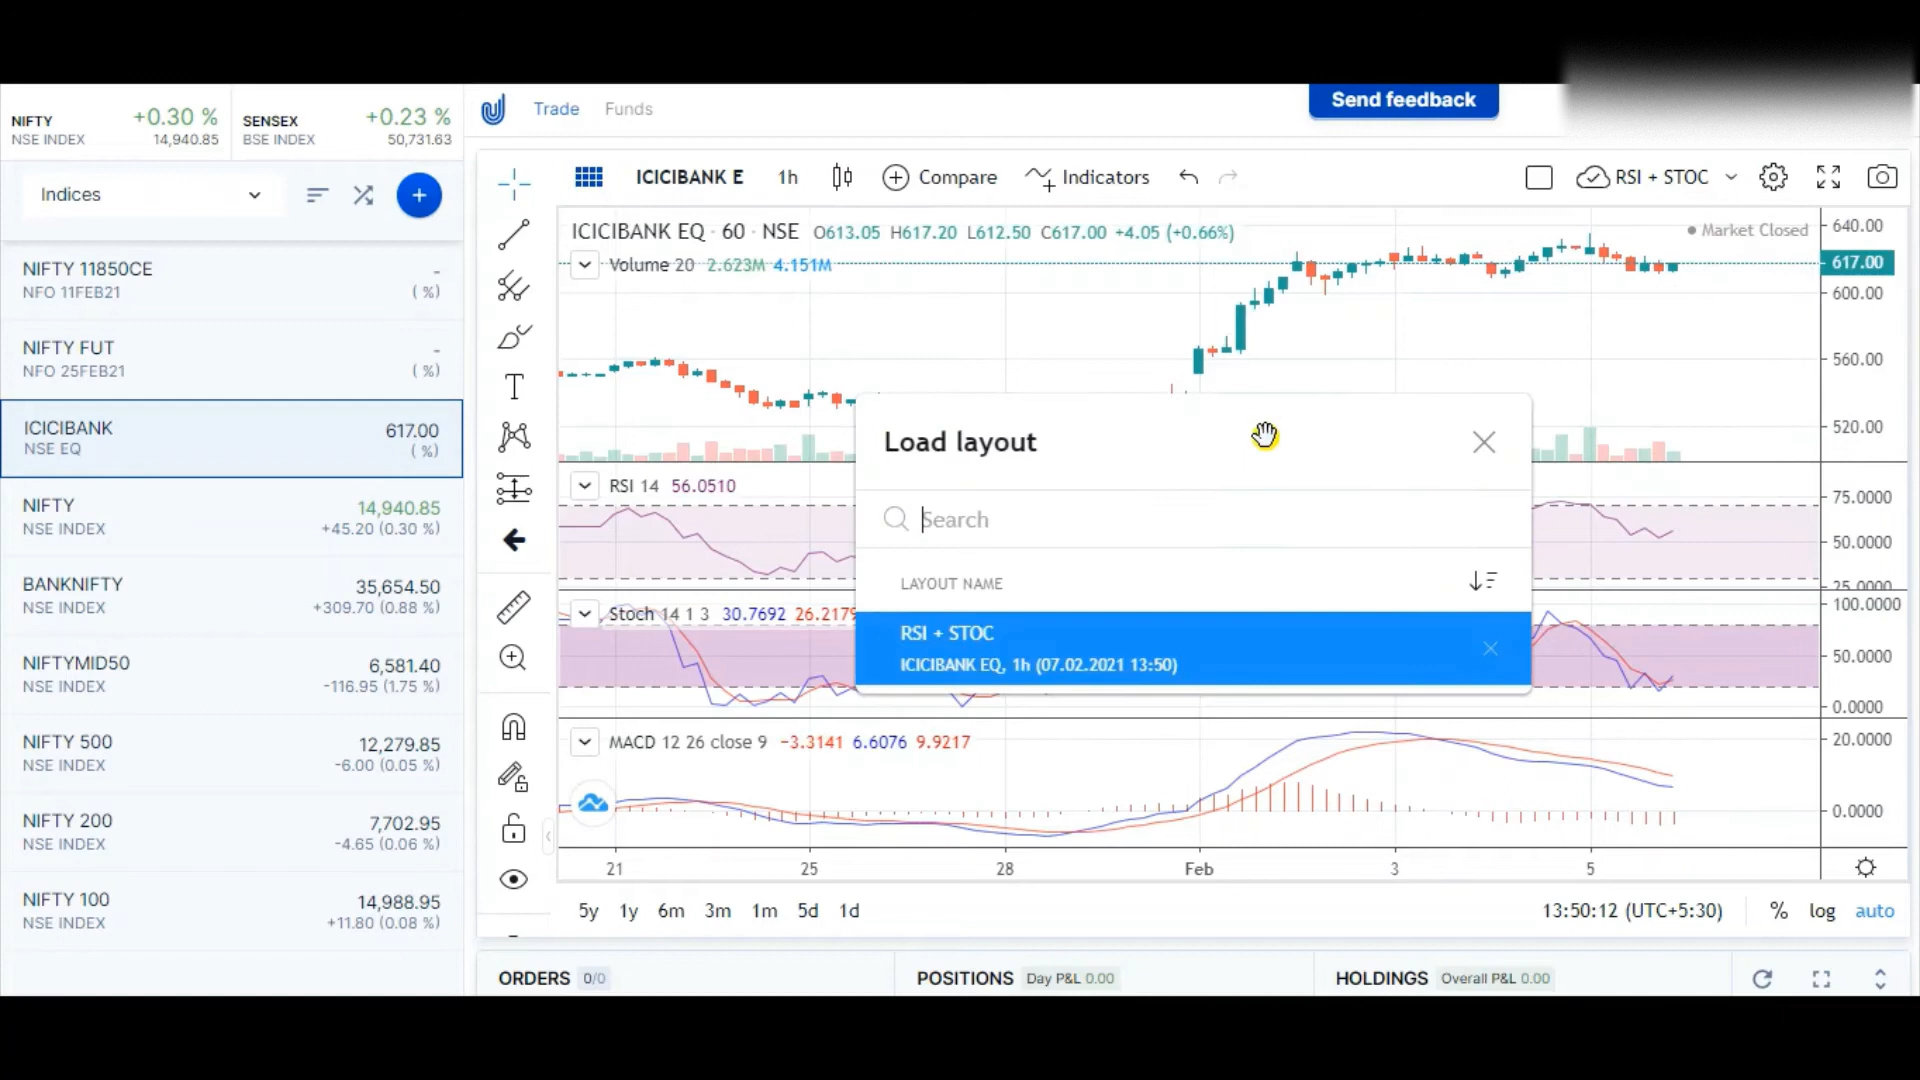 NIFTY +0.30 %
NSE INDEX 14,940.85
SENSEX +0.23 %
BSE INDEX 50,731.63
Trade Funds
Send feedback
Indices
NIFTY 11850CE -
NFO 11FEB21 ( %)
NIFTY FUT -
NFO 25FEB21 ( %)
ICICIBANK 617.00
NSE EQ ( %)
NIFTY 14,940.85
NSE INDEX +45.20 (0.30 %)
BANKNIFTY 35,654.50
NSE INDEX +309.70 (0.88 %)
NIFTYMID50 6,581.40
NSE INDEX -116.95 (1.75 %)
NIFTY 500 12,279.85
NSE INDEX -6.00 (0.05 %)
NIFTY 200 7,702.95
NSE INDEX -4.65 (0.06 %)
NIFTY 100 14,988.95
NSE INDEX +11.80 (0.08 %)
ICICIBANK E 1h Compare Indicators RSI + STOC
ICICIBANK EQ · 60 · NSE O613.05 H617.20 L612.50 C617.00 +4.05 (+0.66%)
Market Closed
Volume 20 2.623M 4.151M
640.00
617.00
600.00
560.00
520.00
RSI 14 56.0510
75.0000
50.0000
25.0000
Stoch 14 1 3 30.7692 26.2179
100.0000
50.0000
0.0000
MACD 12 26 close 9 −3.3141 6.6076 9.9217
20.0000
0.0000
Load layout
Search
LAYOUT NAME
RSI + STOC
ICICIBANK EQ, 1h (07.02.2021 13:50)
21 25 28 Feb 3 5
5y 1y 6m 3m 1m 5d 1d
13:50:12 (UTC+5:30) % log auto
ORDERS 0/0
POSITIONS Day P&L 0.00
HOLDINGS Overall P&L 0.00